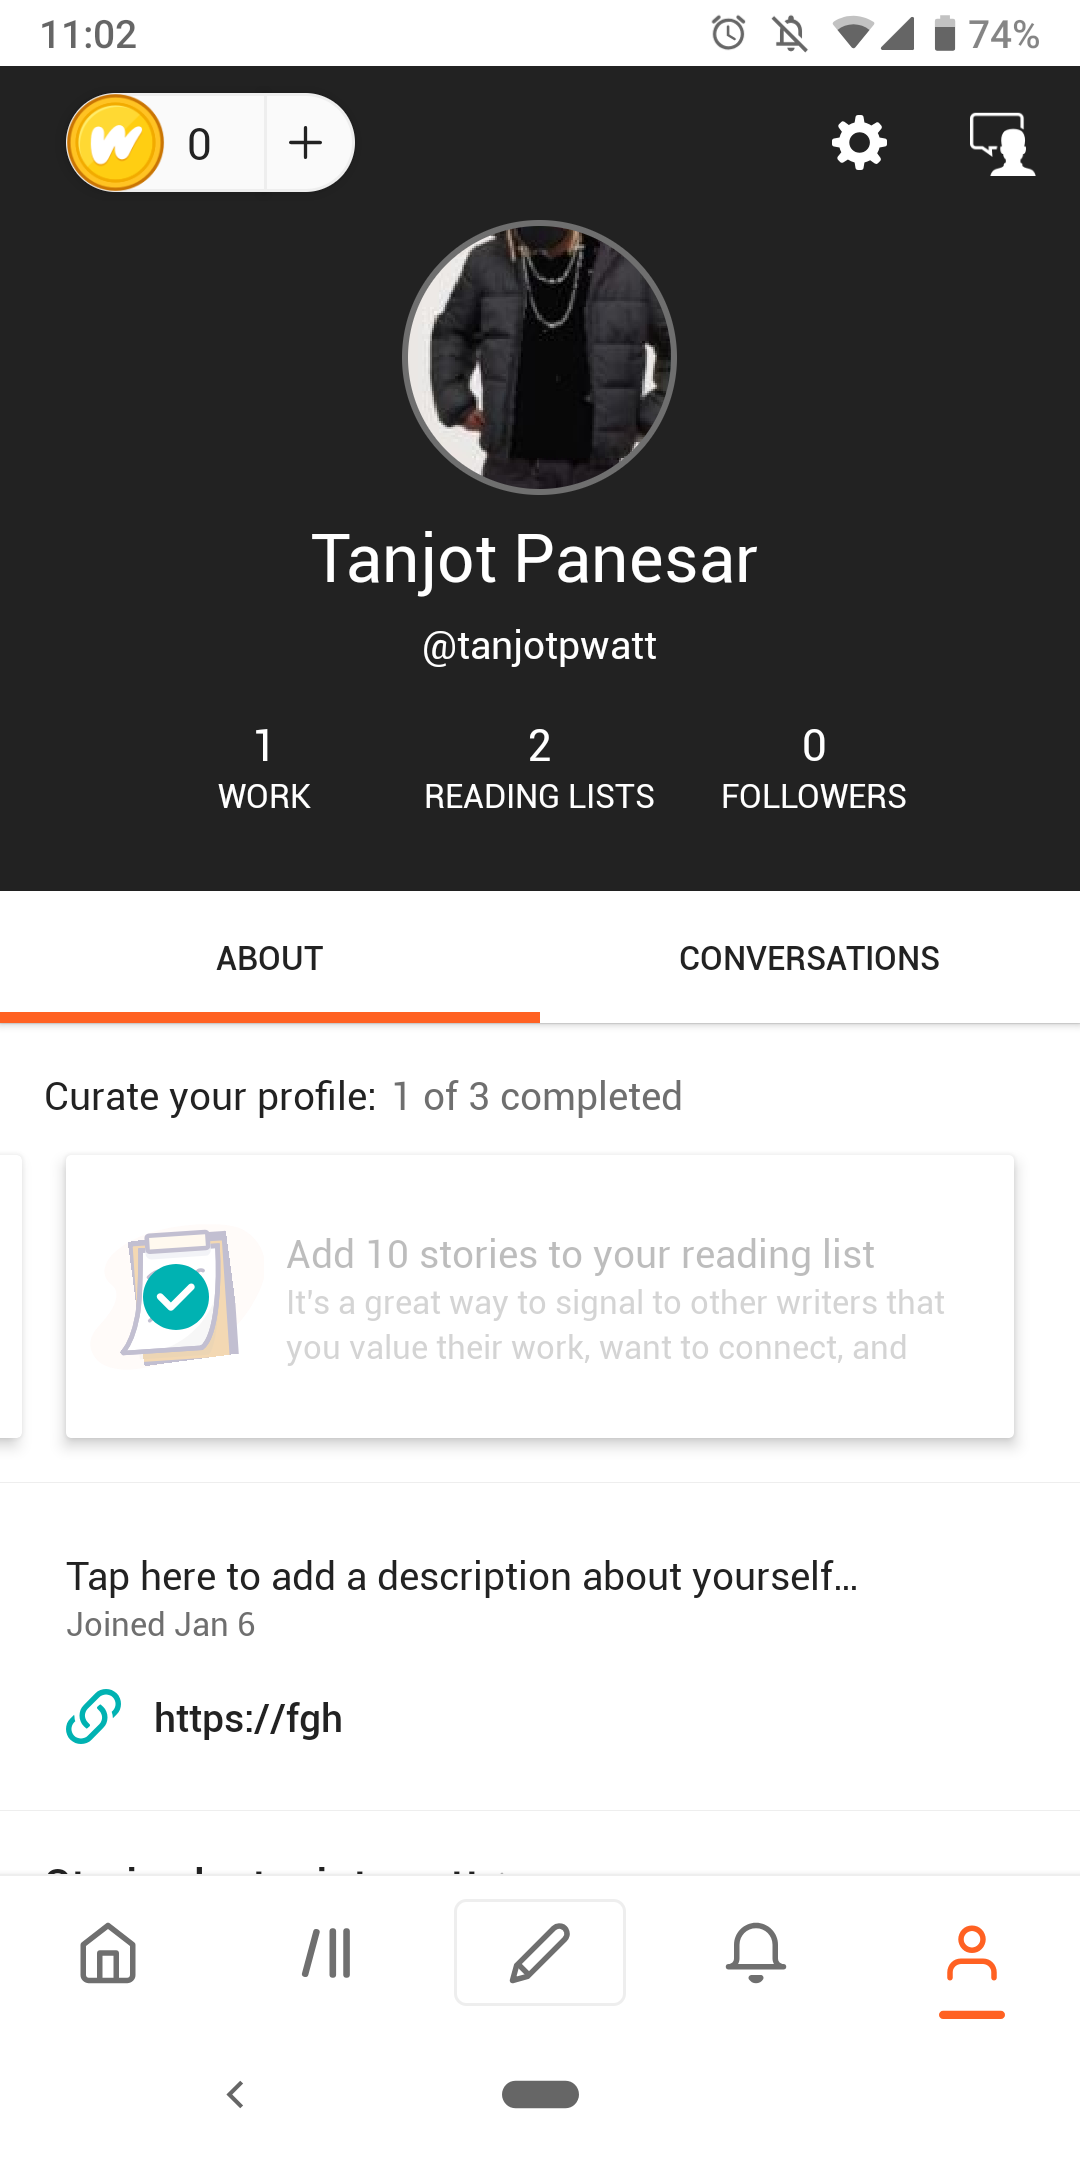 11:02
74%
W
0
+
Tanjot Panesar
@tanjotpwatt
1
WORK
2
READING LISTS
0
FOLLOWERS
ABOUT
CONVERSATIONS
Curate your profile: 1 of 3 completed
Add 10 stories to your reading list
It's a great way to signal to other writers that
you value their work, want to connect, and
Tap here to add a description about yourself...
Joined Jan 6
https://fgh